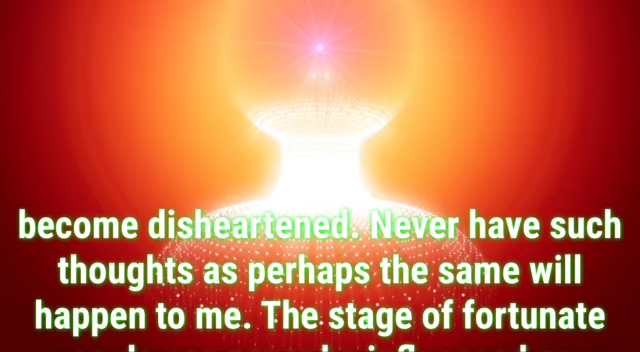 become disheartened. Never have such
thoughts as perhaps the same will
happen to me. The stage of fortunate